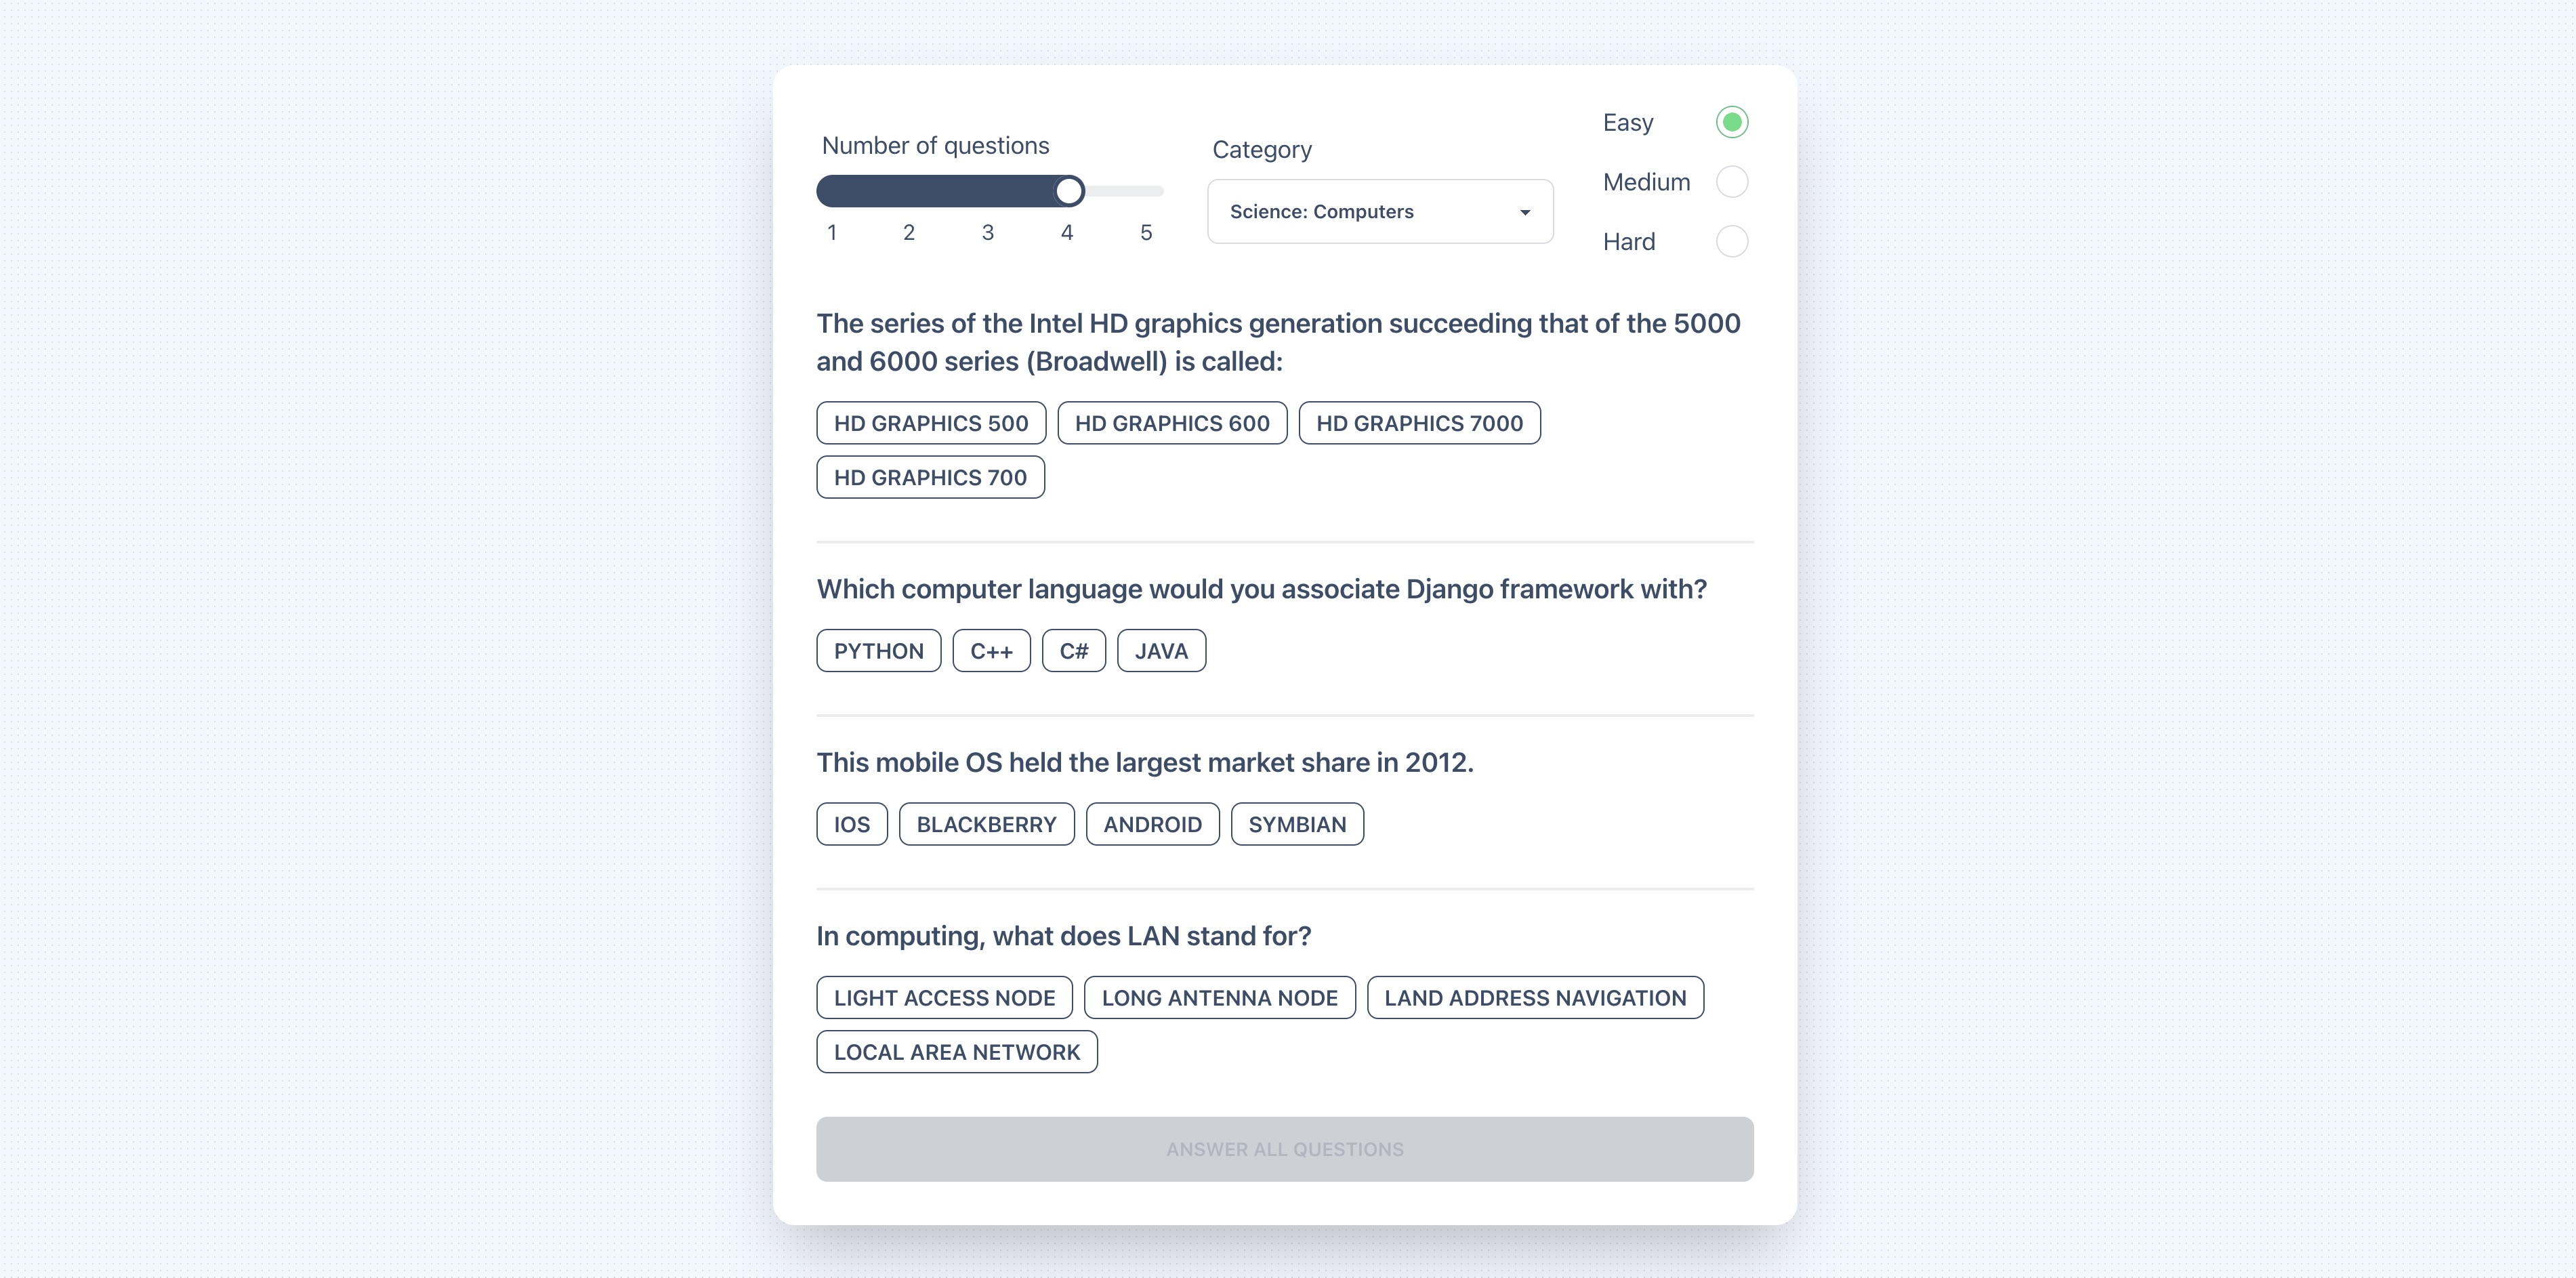 Number of questions
1 2 3 4 5
Category
Science: Computers
Easy
Medium
Hard
The series of the Intel HD graphics generation succeeding that of the 5000
and 6000 series (Broadwell) is called:
HD GRAPHICS 500 HD GRAPHICS 600 HD GRAPHICS 7000
HD GRAPHICS 700
Which computer language would you associate Django framework with?
PYTHON C++ C# JAVA
This mobile OS held the largest market share in 2012.
IOS BLACKBERRY ANDROID SYMBIAN
In computing, what does LAN stand for?
LIGHT ACCESS NODE LONG ANTENNA NODE LAND ADDRESS NAVIGATION
LOCAL AREA NETWORK
ANSWER ALL QUESTIONS